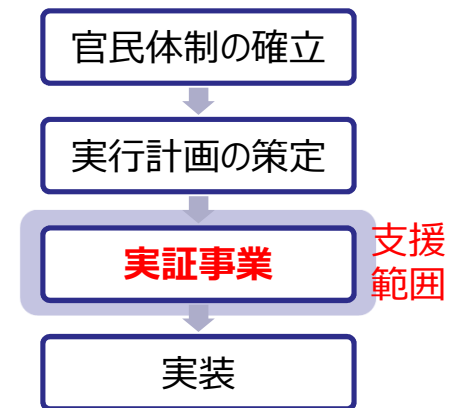 官民体制の確立
実行計画の策定
実証事業
支援
範囲
実装